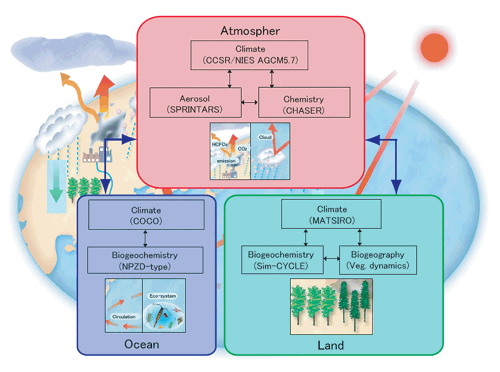 Atmospher
Climate
(CCSR/NIES AGCM5.7)
Aerosol
(SPRINTARS)
Chemistry
(CHASER)
HCFCs
CO2
emission
Cloud
Climate
(COCO)
Biogeochemistry
(NPZD-type)
Eco-system
Circulation
Ocean
Climate
(MATSIRO)
Biogeochemistry
(Sim-CYCLE)
Biogeography
(Veg. dynamics)
Land